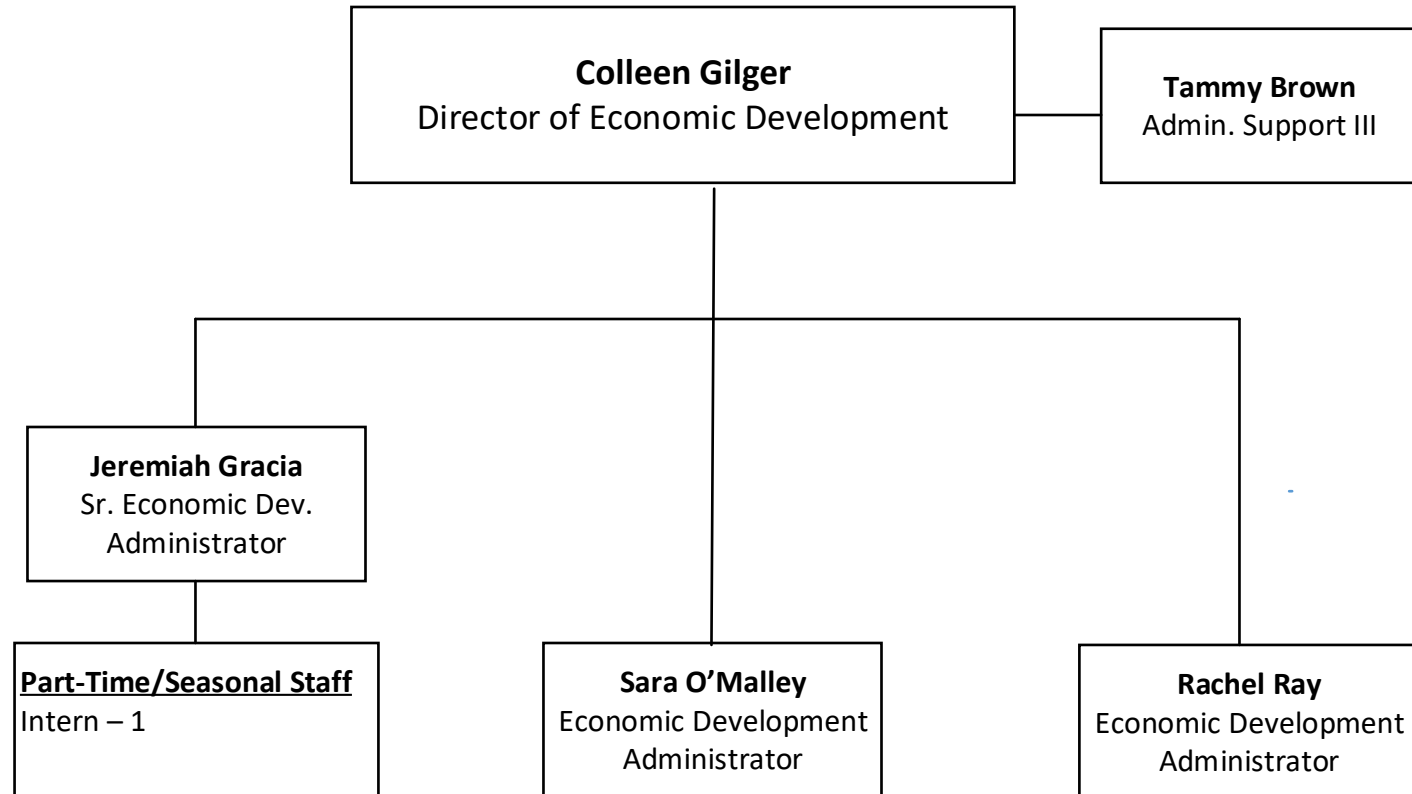 Colleen Gilger
Director of Economic Development
Tammy Brown
Admin. Support III
Jeremiah Gracia
Sr. Economic Dev.
Administrator
Part-Time/Seasonal Staff
Intern – 1
Sara O’Malley
Economic Development
Administrator
Rachel Ray
Economic Development
Administrator